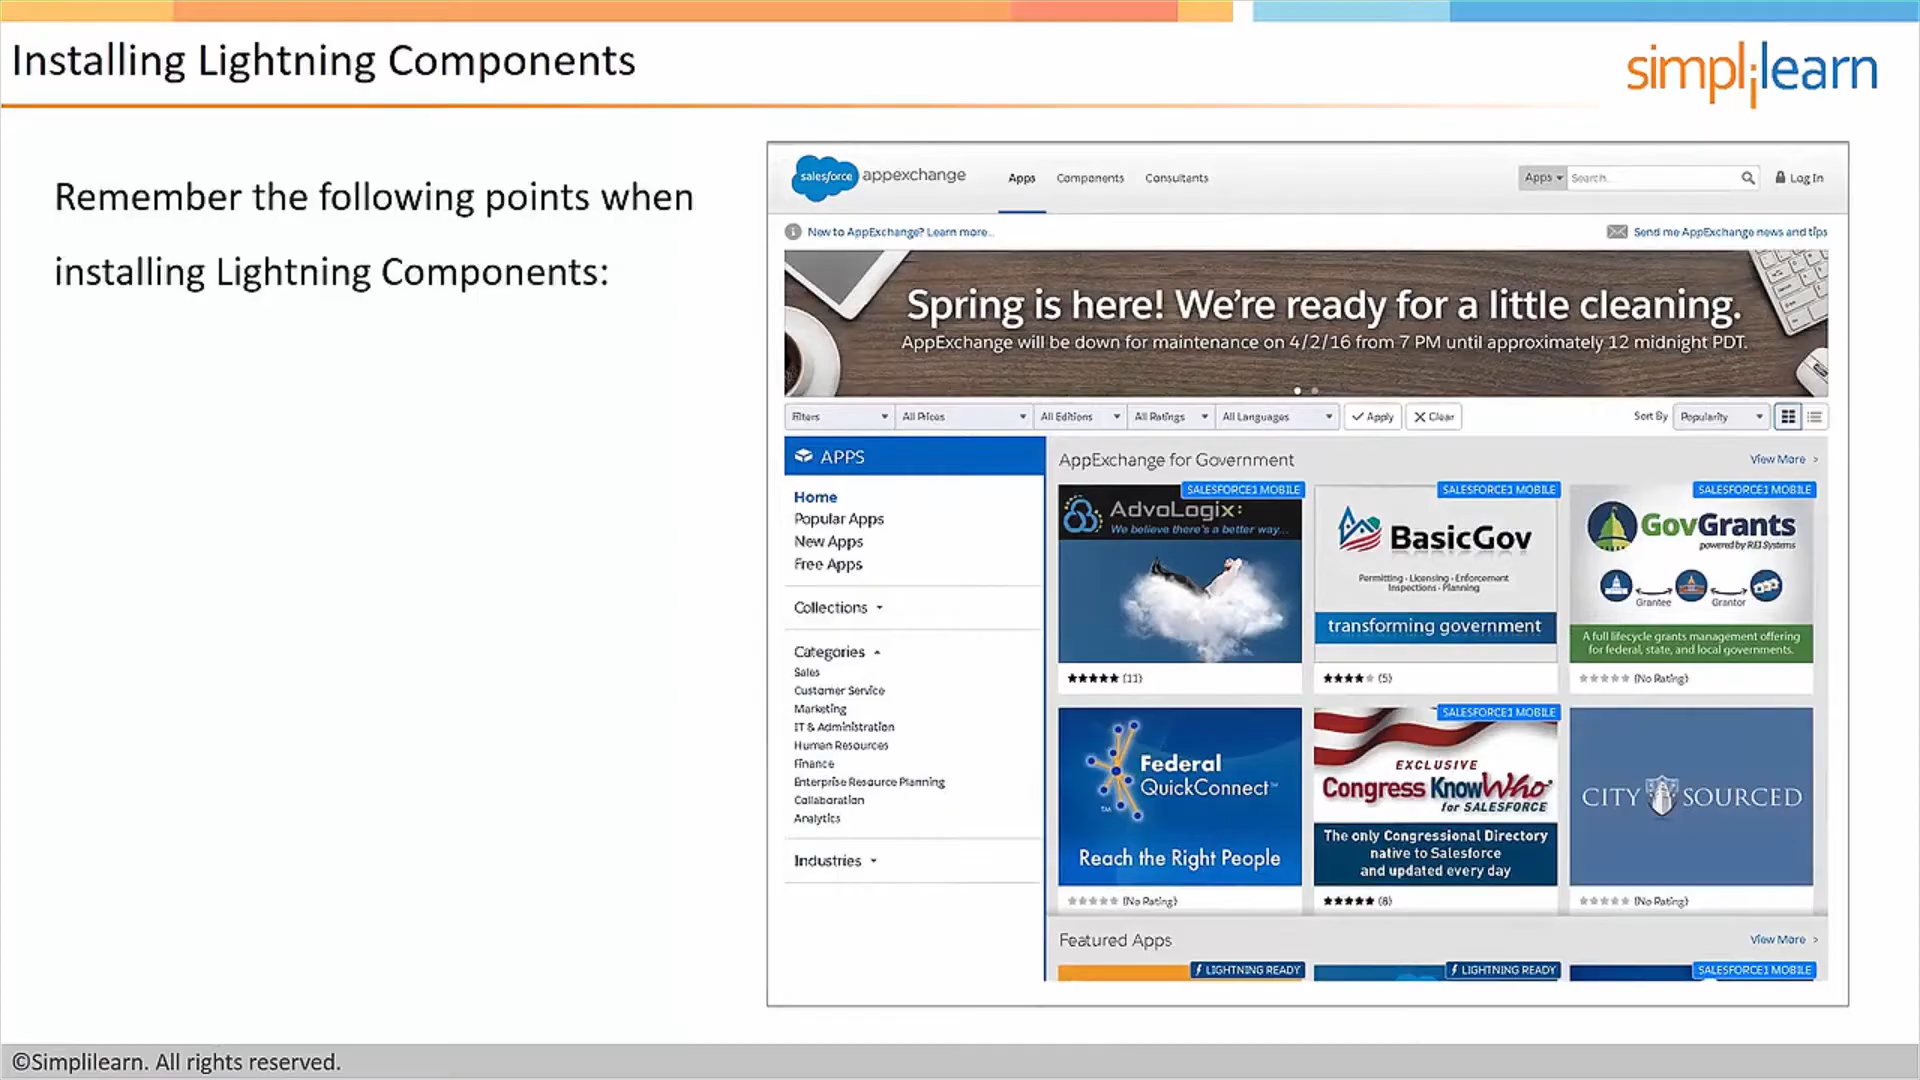 Installing Lightning Components
simplilearn
Remember the following points when
installing Lightning Components:
salesforce appexchange
Apps Components Consultants
Apps Search... Log In
New to AppExchange? Learn more...
Send me AppExchange news and tips
Spring is here! We're ready for a little cleaning.
AppExchange will be down for maintenance on 4/2/16 from 7 PM until approximately 12 midnight PDT.
Filters All Prices All Editions All Ratings All Languages Apply Clear
Sort By Popularity
APPS
Home
Popular Apps
New Apps
Free Apps
Collections
Categories
Sales
Customer Service
Marketing
IT & Administration
Human Resources
Finance
Enterprise Resource Planning
Collaboration
Analytics
Industries
AppExchange for Government
View More >
SALESFORCE1 MOBILE
AdvoLogix:
We believe there's a better way...
(11)
SALESFORCE1 MOBILE
BasicGov
Permitting - Licensing - Enforcement
Inspections - Planning
transforming government
(5)
SALESFORCE1 MOBILE
GovGrants
powered by REI Systems
Grantee Grantor
A full lifecycle grants management offering
for federal, state, and local governments.
(No Rating)
Federal
QuickConnect™
TM
Reach the Right People
(No Rating)
SALESFORCE1 MOBILE
EXCLUSIVE
Congress KnowWho
for SALESFORCE
The only Congressional Directory
native to Salesforce
and updated every day
(8)
CITY SOURCED
(No Rating)
Featured Apps
View More >
LIGHTNING READY
LIGHTNING READY
SALESFORCE1 MOBILE
©Simplilearn. All rights reserved.